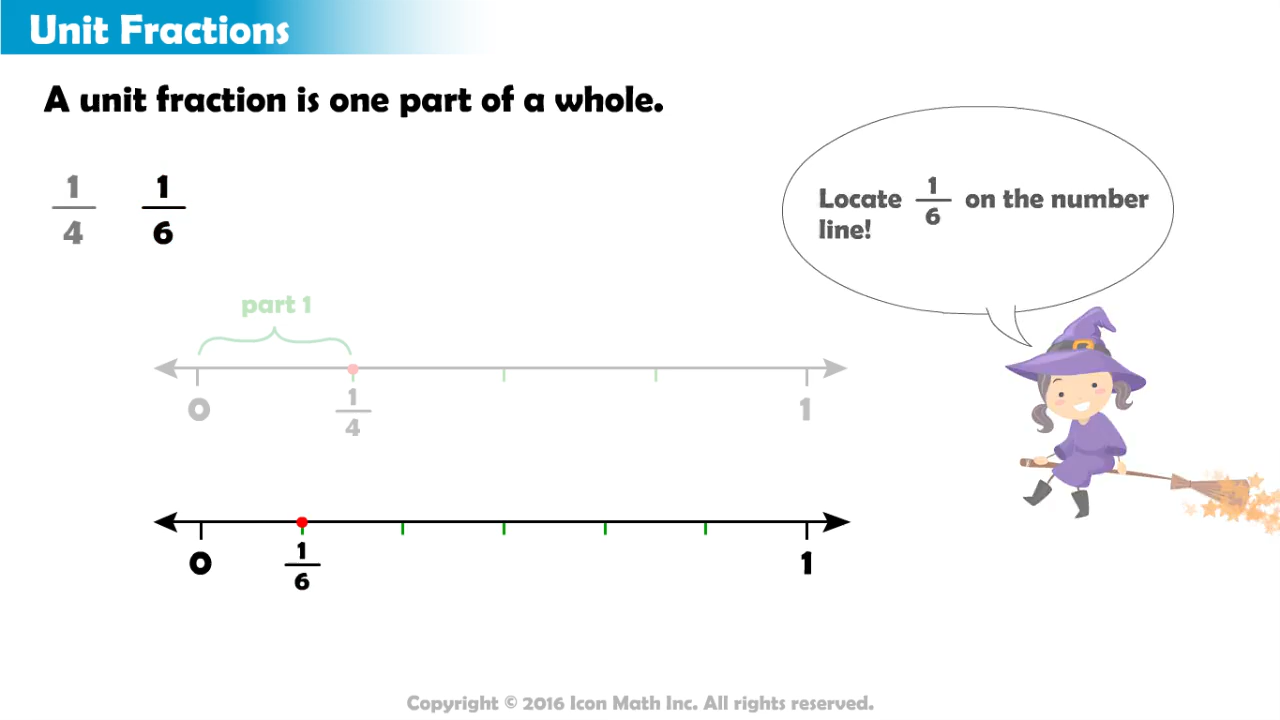 Unit Fractions
A unit fraction is one part of a whole.
1/4 1/6
Locate 1/6 on the number
line!
part 1
0 1/4 1
0 1/6 1
Copyright © 2016 Icon Math Inc. All rights reserved.